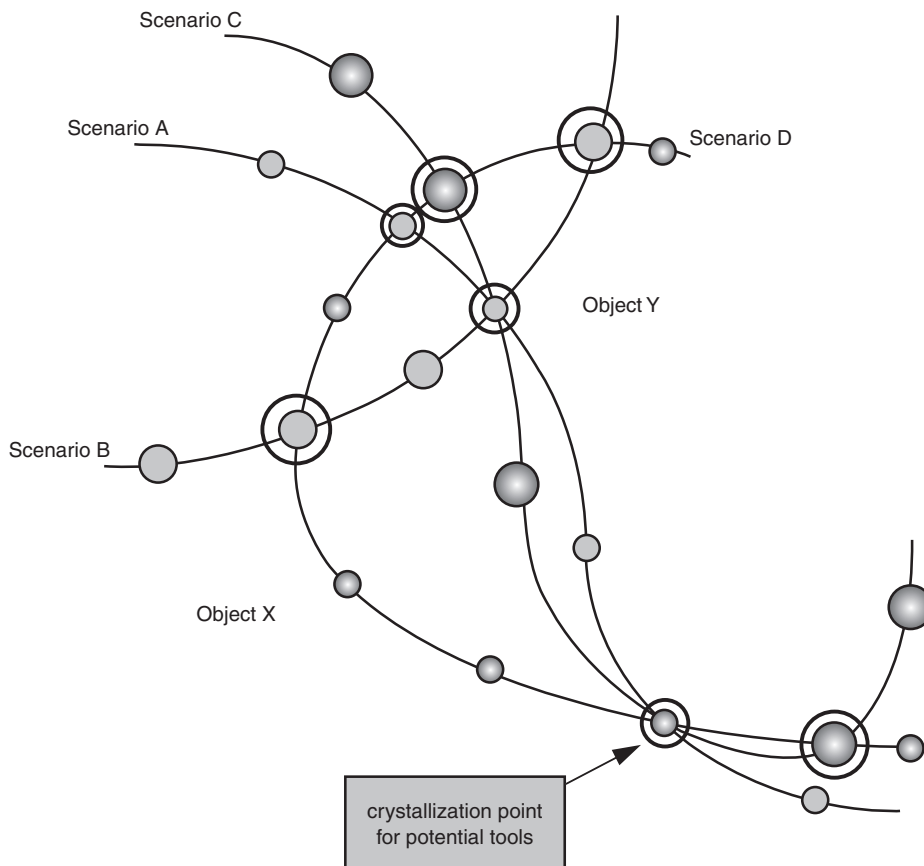 Scenario C
Scenario A
Scenario D
Object Y
Scenario B
Object X
crystallization point
for potential tools